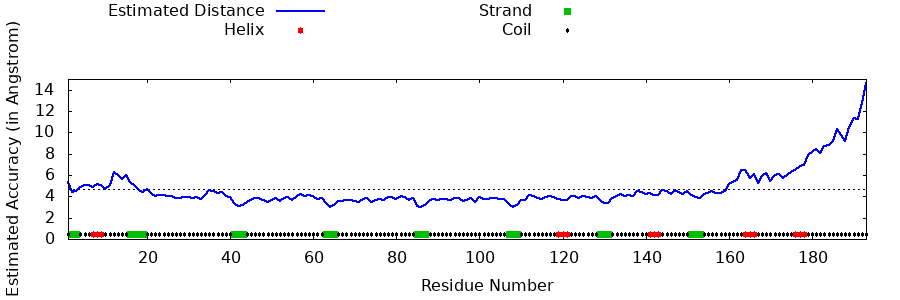 Estimated Distance
Helix
Strand
Coil
Estimated Accuracy (in Angstrom)
14
12
10
8
6
4
2
0
20 40 60 80 100 120 140 160 180
Residue Number